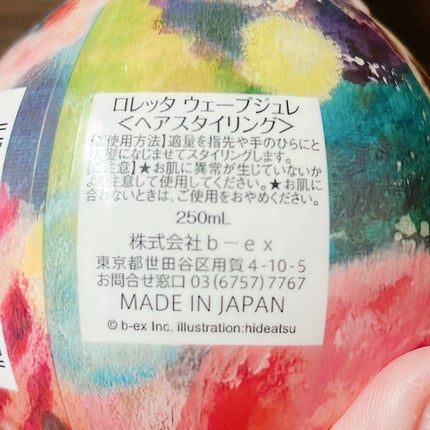 ロレッタ ウェーブジュレ
<ヘアスタイリング>
ご使用方法】適量を指先や手のひらにと
髪になじませてスタイリングします。
ご注意】★お肌に異常が生じていないか
よく注意して使用してください。★お肌に
合わないときは、ご使用をおやめください。
250mL
株式会社b－ex
東京都世田谷区用賀4-10-5
お問合せ窓口 03(6757)7767
MADE IN JAPAN
© b-ex Inc. illustration:hideatsu